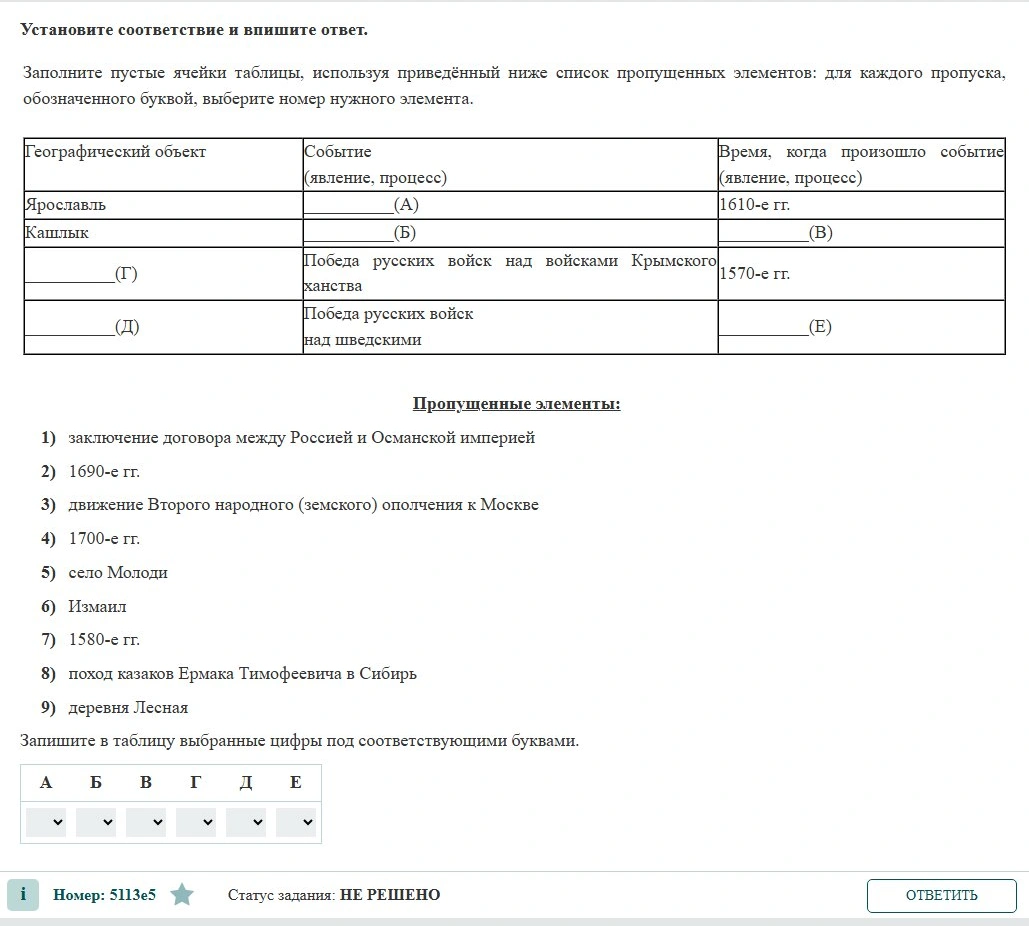 Установите соответствие и впишите ответ.
Заполните пустые ячейки таблицы, используя приведённый ниже список пропущенных элементов: для каждого пропуска,
обозначенного буквой, выберите номер нужного элемента.
Географический объект
Событие
(явление, процесс)
Время, когда произошло событие
(явление, процесс)
Ярославль
__________(А)
1610-е гг.
Кашлык
__________(Б)
__________(В)
__________(Г)
Победа русских войск над войсками Крымского
ханства
1570-е гг.
__________(Д)
Победа русских войск
над шведскими
__________(Е)
Пропущенные элементы:
1) заключение договора между Россией и Османской империей
2) 1690-е гг.
3) движение Второго народного (земского) ополчения к Москве
4) 1700-е гг.
5) село Молоди
6) Измаил
7) 1580-е гг.
8) поход казаков Ермака Тимофеевича в Сибирь
9) деревня Лесная
Запишите в таблицу выбранные цифры под соответствующими буквами.
А Б В Г Д Е
i Номер: 5113e5 Статус задания: НЕ РЕШЕНО ОТВЕТИТЬ